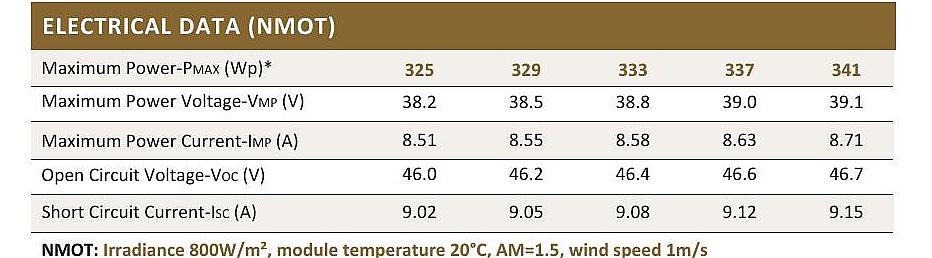 ELECTRICAL DATA (NMOT)
Maximum Power-PMAX (Wp)* 325 329 333 337 341
Maximum Power Voltage-VMP (V) 38.2 38.5 38.8 39.0 39.1
Maximum Power Current-IMP (A) 8.51 8.55 8.58 8.63 8.71
Open Circuit Voltage-VOC (V) 46.0 46.2 46.4 46.6 46.7
Short Circuit Current-ISC (A) 9.02 9.05 9.08 9.12 9.15
NMOT: Irradiance 800W/m², module temperature 20°C, AM=1.5, wind speed 1m/s